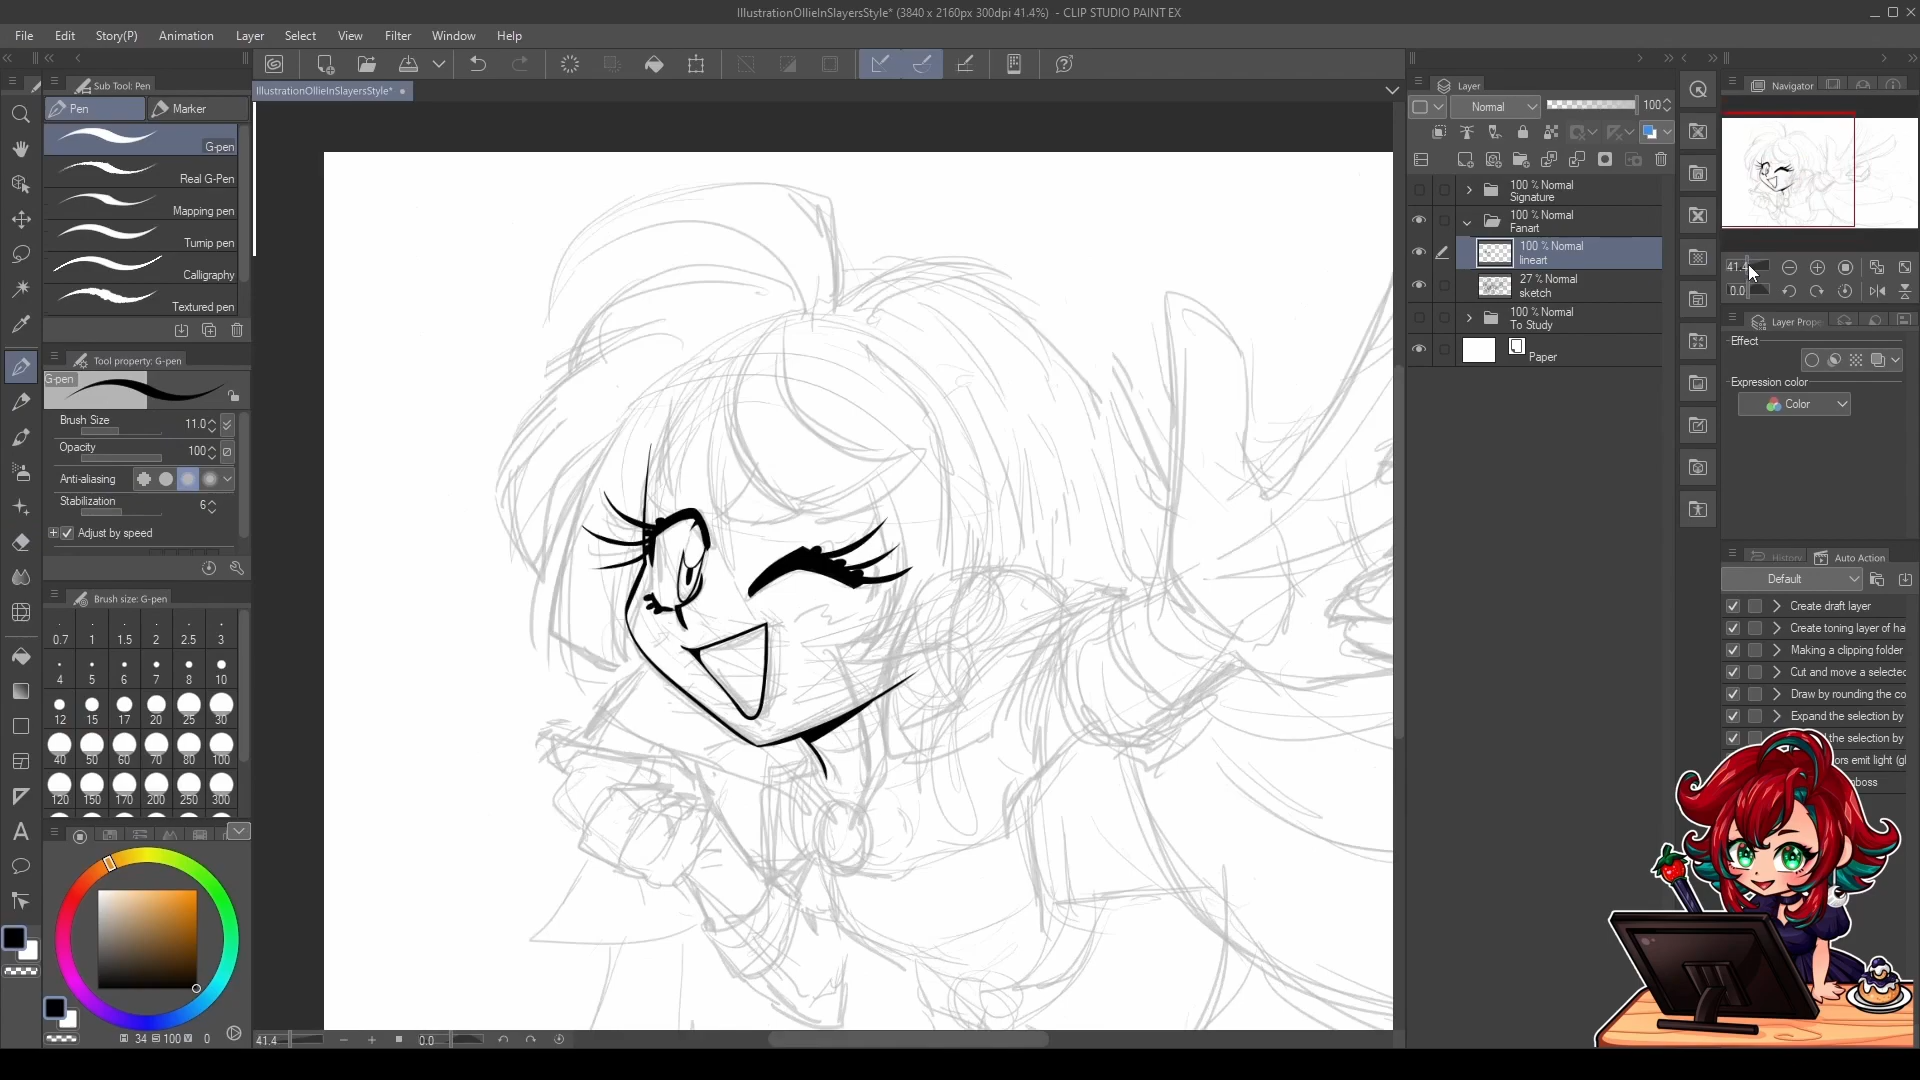 IllustrationOllieInSlayersStyle* (3840 x 2160px 300dpi 41.4%)  - CLIP STUDIO PAINT EX
File Edit Story(P) Animation Layer Select View Filter Window Help
Sub Tool: Pen
Pen Marker
G-pen
Real G-Pen
Mapping pen
Turnip pen
Calligraphy
Textured pen
Tool property: G-pen
G-pen
Brush Size 11.0
Opacity 100
Anti-aliasing
Stabilization 6
Adjust by speed
Brush size: G-pen
0.7 1 1.5 2 2.5 3
4 5 6 7 8 10
12 15 17 20 25 30
40 50 60 70 80 100
120 150 170 200 250 300
34 100 0
IllustrationOllieInSlayersStyle*
41.4 0.0
Layer
Normal 100
100 % Normal
Signature
100 % Normal
Fanart
100 % Normal
lineart
27 % Normal
sketch
100 % Normal
To Study
Paper
Navigator
41.4
0.0
Layer Prope
Effect
Expression color
Color
History Auto Action
Default
Create draft layer
Create toning layer of ha
Making a clipping folder
Cut and move a selected
Draw by rounding the co
Expand the selection by
the selection by
ors emit light (gl
boss